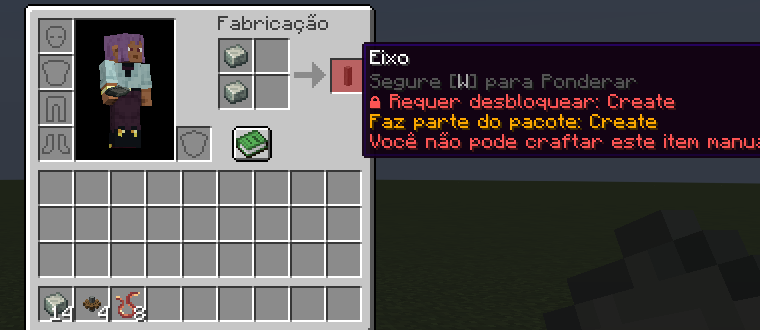 Fabricação
Eixo
Segure [W] para Ponderar
Requer desbloquear: Create
Faz parte do pacote: Create
Você não pode craftar este item
14
4
8